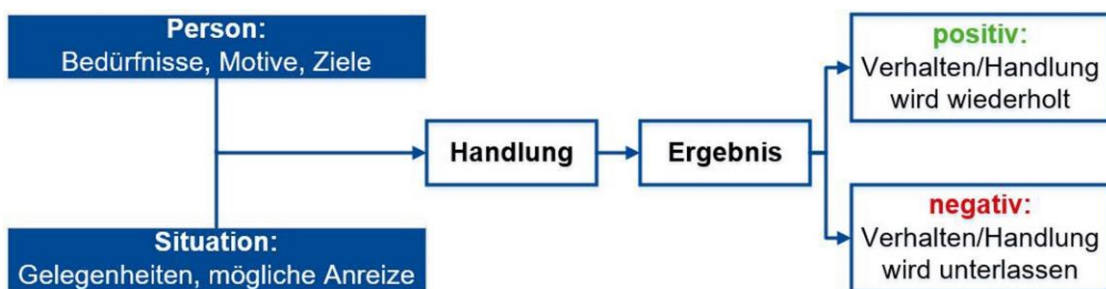 Person:
Bedürfnisse, Motive, Ziele
Situation:
Gelegenheiten, mögliche Anreize
Handlung
Ergebnis
positiv:
Verhalten/Handlung
wird wiederholt
negativ:
Verhalten/Handlung
wird unterlassen